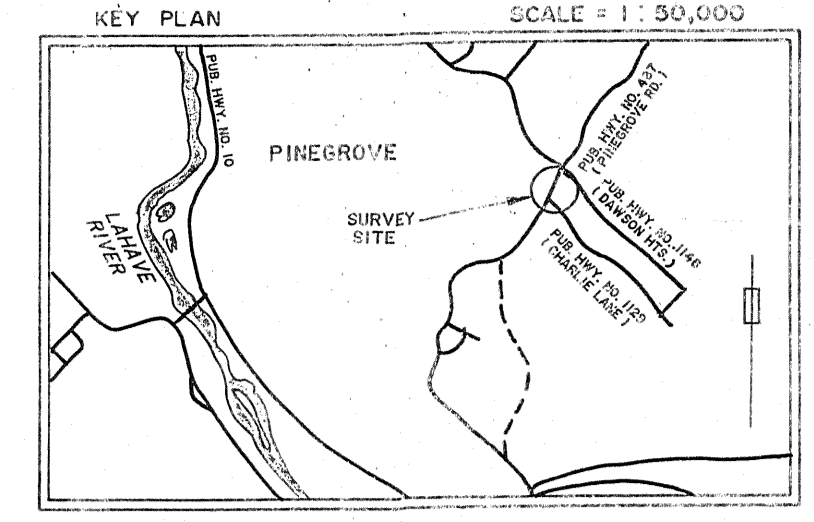 KEY PLAN
SCALE = 1 : 50,000
PUB. HWY. NO. 10
PINEGROVE
LAHAVE
RIVER
SURVEY
SITE
PUB. HWY. NO. 437
( PINEGROVE RD. )
PUB. HWY. NO. 1146
( DAWSON HTS. )
PUB. HWY. NO. 1129
( CHARLIE LANE )